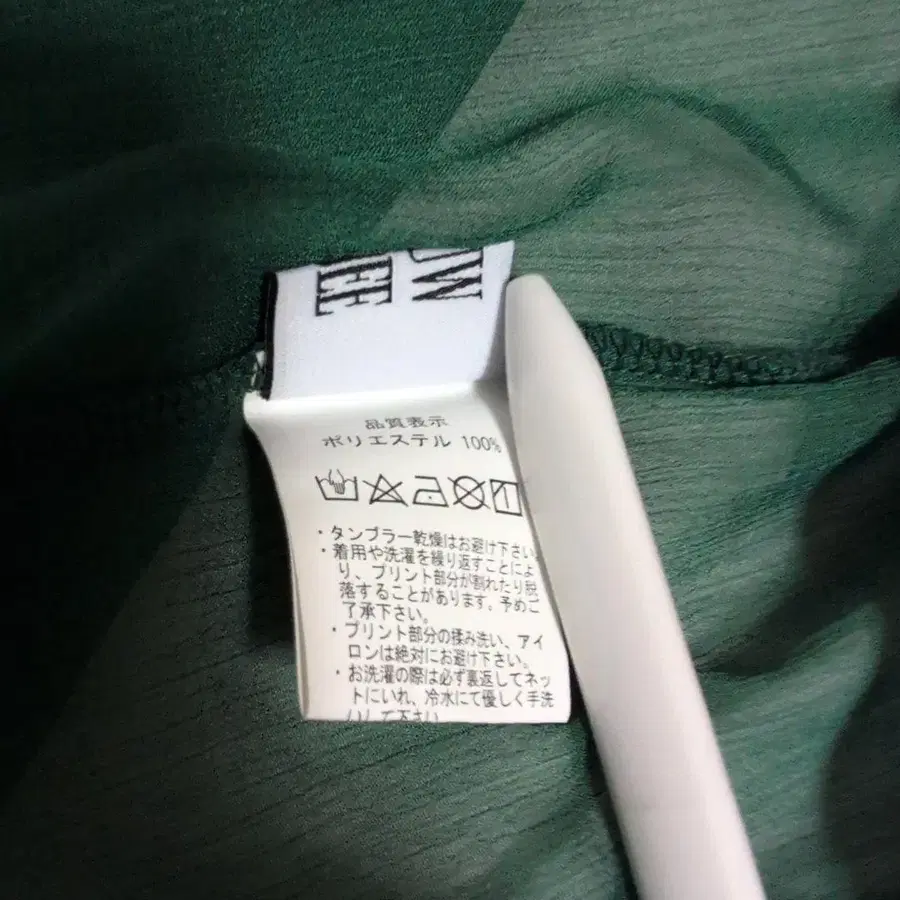 品質表示
ポリエステル 100%
・タンブラー乾燥はお避け下さい。
・着用や洗濯を繰り返すことによ
り、プリント部分が割れたり脱
落することがあります。予めご
了承下さい。
・プリント部分の揉み洗い、アイ
ロンは絶対にお避け下さい。
・お洗濯の際は必ず裏返してネッ
トにいれ、冷水にて優しく手洗
いして下さい